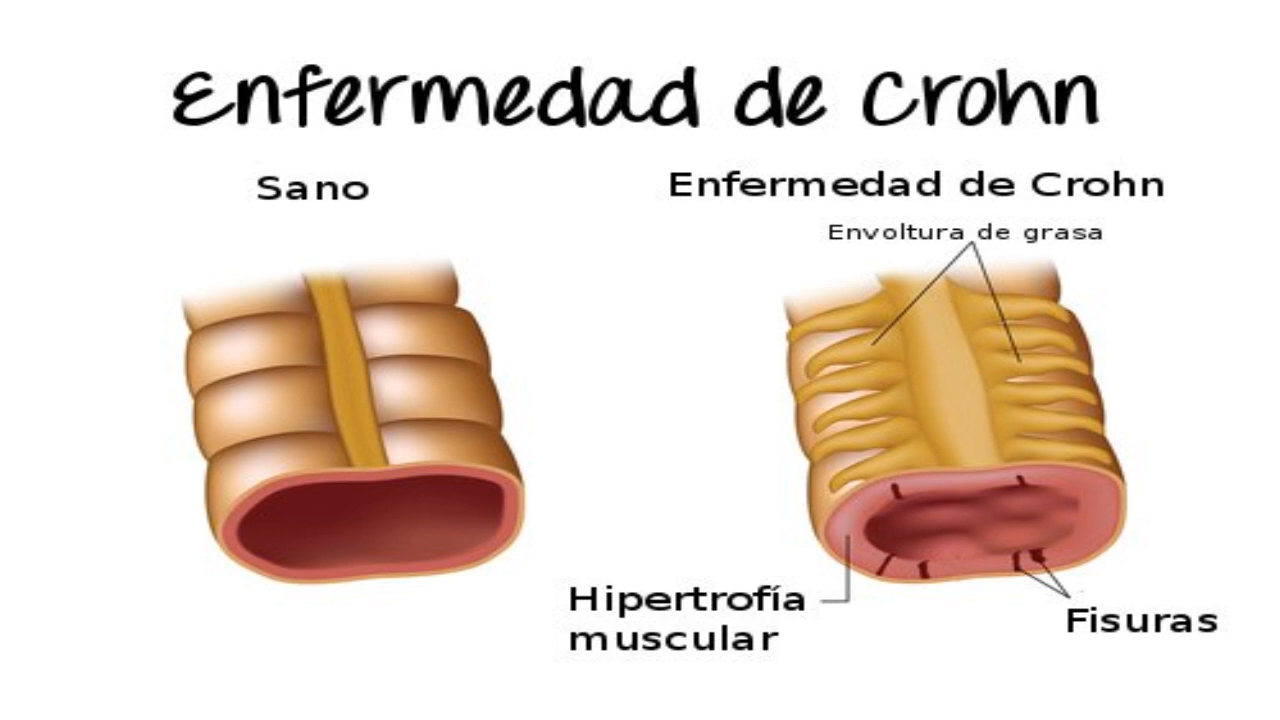 Enfermedad de Crohn
Sano
Enfermedad de Crohn
Envoltura de grasa
Hipertrofía
muscular
Fisuras